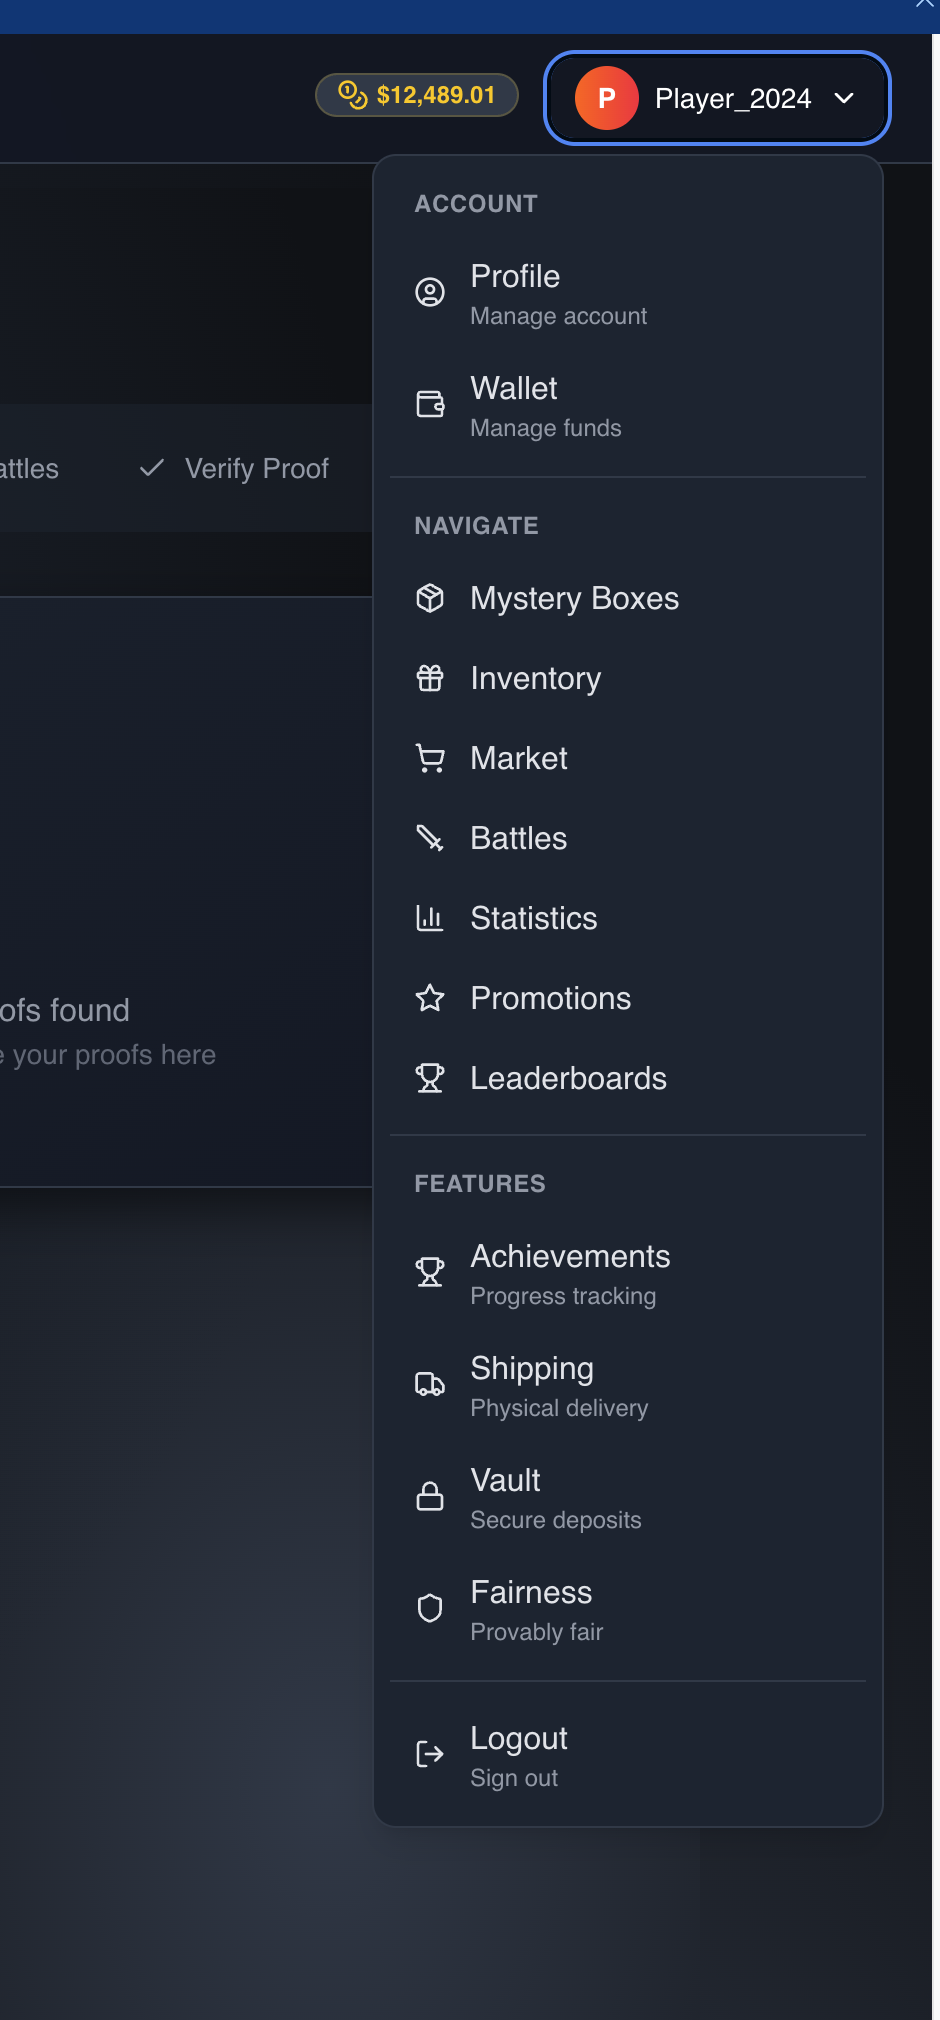 $12,489.01
P
Player_2024
ACCOUNT
Profile
Manage account
Wallet
Manage funds
Verify Proof
NAVIGATE
Mystery Boxes
Inventory
Market
Battles
Statistics
Promotions
Leaderboards
found
your proofs here
FEATURES
Achievements
Progress tracking
Shipping
Physical delivery
Vault
Secure deposits
Fairness
Provably fair
Logout
Sign out